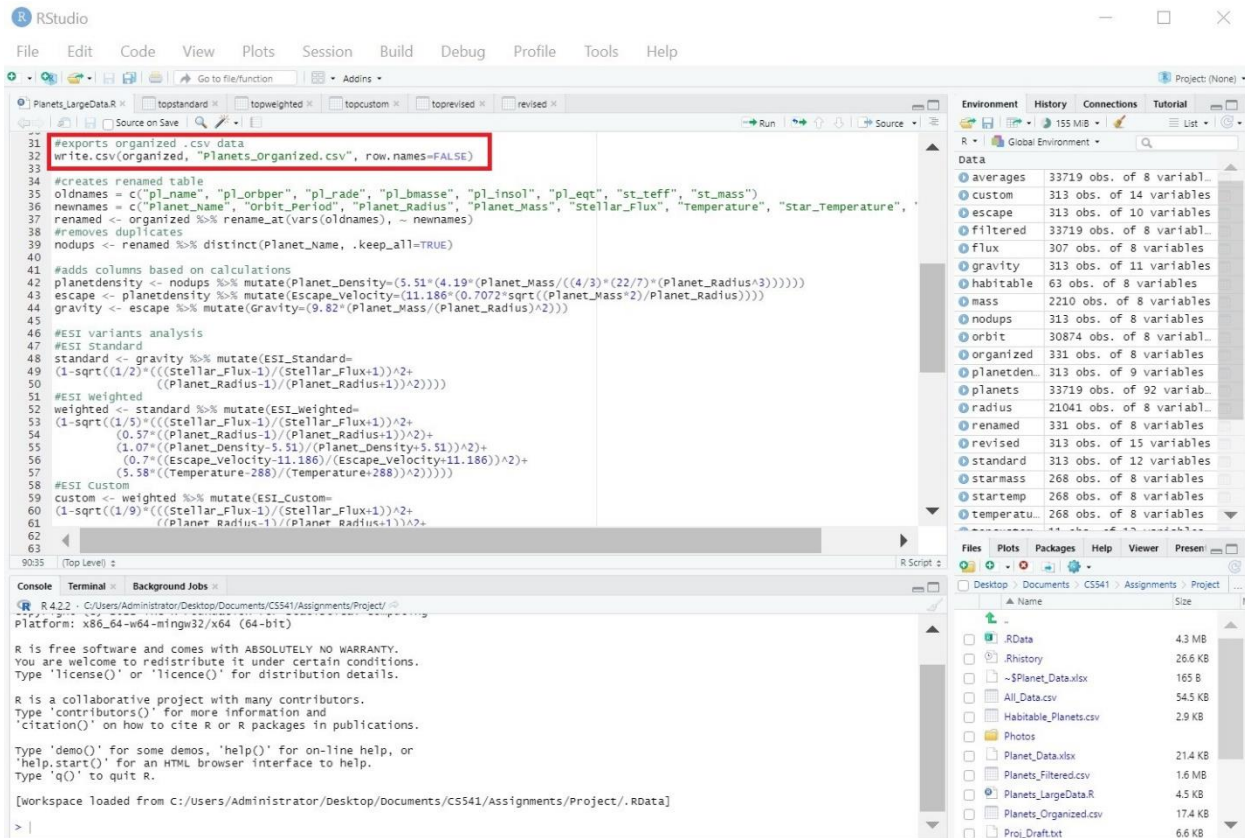 RStudio
File Edit Code View Plots Session Build Debug Profile Tools Help
Go to file/function Addins Project: (None)
Planets_LargeData.R topstandard topweighted topcustom toprevised revised
Source on Save Run Source
31 #exports organized .csv data
32 write.csv(organized, "Planets_Organized.csv", row.names=FALSE)
33
34 #creates renamed table
35 oldnames = c("pl_name", "pl_orbper", "pl_rade", "pl_bmasse", "pl_insol", "pl_eqt", "st_teff", "st_mass")
36 newnames = c("Planet_Name", "Orbit_Period", "Planet_Radius", "Planet_Mass", "Stellar_Flux", "Temperature", "Star_Temperature", "
37 renamed <- organized %>% rename_at(vars(oldnames), ~ newnames)
38 #removes duplicates
39 nodups <- renamed %>% distinct(Planet_Name, .keep_all=TRUE)
40
41 #adds columns based on calculations
42 planetdensity <- nodups %>% mutate(Planet_Density=(5.51*(4.19*(Planet_Mass/((4/3)*(22/7)*(Planet_Radius^3))))))
43 escape <- planetdensity %>% mutate(Escape_Velocity=(11.186*(0.7072*sqrt((Planet_Mass*2)/Planet_Radius))))
44 gravity <- escape %>% mutate(Gravity=(9.82*(Planet_Mass/(Planet_Radius)^2)))
45
46 #ESI variants analysis
47 #ESI Standard
48 standard <- gravity %>% mutate(ESI_Standard=
49 (1-sqrt((1/2)*(((Stellar_Flux-1)/(Stellar_Flux+1))^2+
50 ((Planet_Radius-1)/(Planet_Radius+1))^2))))
51 #ESI Weighted
52 weighted <- standard %>% mutate(ESI_Weighted=
53 (1-sqrt((1/5)*(((Stellar_Flux-1)/(Stellar_Flux+1))^2+
54 (0.57*((Planet_Radius-1)/(Planet_Radius+1))^2)+
55 (1.07*((Planet_Density-5.51)/(Planet_Density+5.51))^2)+
56 (0.7*((Escape_Velocity-11.186)/(Escape_Velocity+11.186))^2)+
57 (5.58*((Temperature-288)/(Temperature+288))^2)))))
58 #ESI Custom
59 custom <- weighted %>% mutate(ESI_Custom=
60 (1-sqrt((1/9)*(((Stellar_Flux-1)/(Stellar_Flux+1))^2+
61 ((Planet_Radius-1)/(Planet_Radius+1))^2+
62
63
90:35 (Top Level) R Script
Console Terminal Background Jobs
R 4.2.2 · C:/Users/Administrator/Desktop/Documents/CS541/Assignments/Project/
Platform: x86_64-w64-mingw32/x64 (64-bit)
R is free software and comes with ABSOLUTELY NO WARRANTY.
You are welcome to redistribute it under certain conditions.
Type 'license()' or 'licence()' for distribution details.
R is a collaborative project with many contributors.
Type 'contributors()' for more information and
'citation()' on how to cite R or R packages in publications.
Type 'demo()' for some demos, 'help()' for on-line help, or
'help.start()' for an HTML browser interface to help.
Type 'q()' to quit R.
[Workspace loaded from C:/Users/Administrator/Desktop/Documents/CS541/Assignments/Project/.RData]
>
Environment History Connections Tutorial
155 MiB List
R Global Environment
Data
averages 33719 obs. of 8 variabl…
custom 313 obs. of 14 variables
escape 313 obs. of 10 variables
filtered 33719 obs. of 8 variabl…
flux 307 obs. of 8 variables
gravity 313 obs. of 11 variables
habitable 63 obs. of 8 variables
mass 2210 obs. of 8 variables
nodups 313 obs. of 8 variables
orbit 30874 obs. of 8 variabl…
organized 331 obs. of 8 variables
planetden… 313 obs. of 9 variables
planets 33719 obs. of 92 variab…
radius 21041 obs. of 8 variabl…
renamed 331 obs. of 8 variables
revised 313 obs. of 15 variables
standard 313 obs. of 12 variables
starmass 268 obs. of 8 variables
startemp 268 obs. of 8 variables
temperatu… 268 obs. of 8 variables
Files Plots Packages Help Viewer Present
Desktop Documents CS541 Assignments Project ...
Name Size
..
.RData 4.3 MB
.Rhistory 26.6 KB
~$Planet_Data.xlsx 165 B
All_Data.csv 54.5 KB
Habitable_Planets.csv 2.9 KB
Photos
Planet_Data.xlsx 21.4 KB
Planets_Filtered.csv 1.6 MB
Planets_LargeData.R 4.5 KB
Planets_Organized.csv 17.4 KB
Proj_Draft.txt 6.6 KB